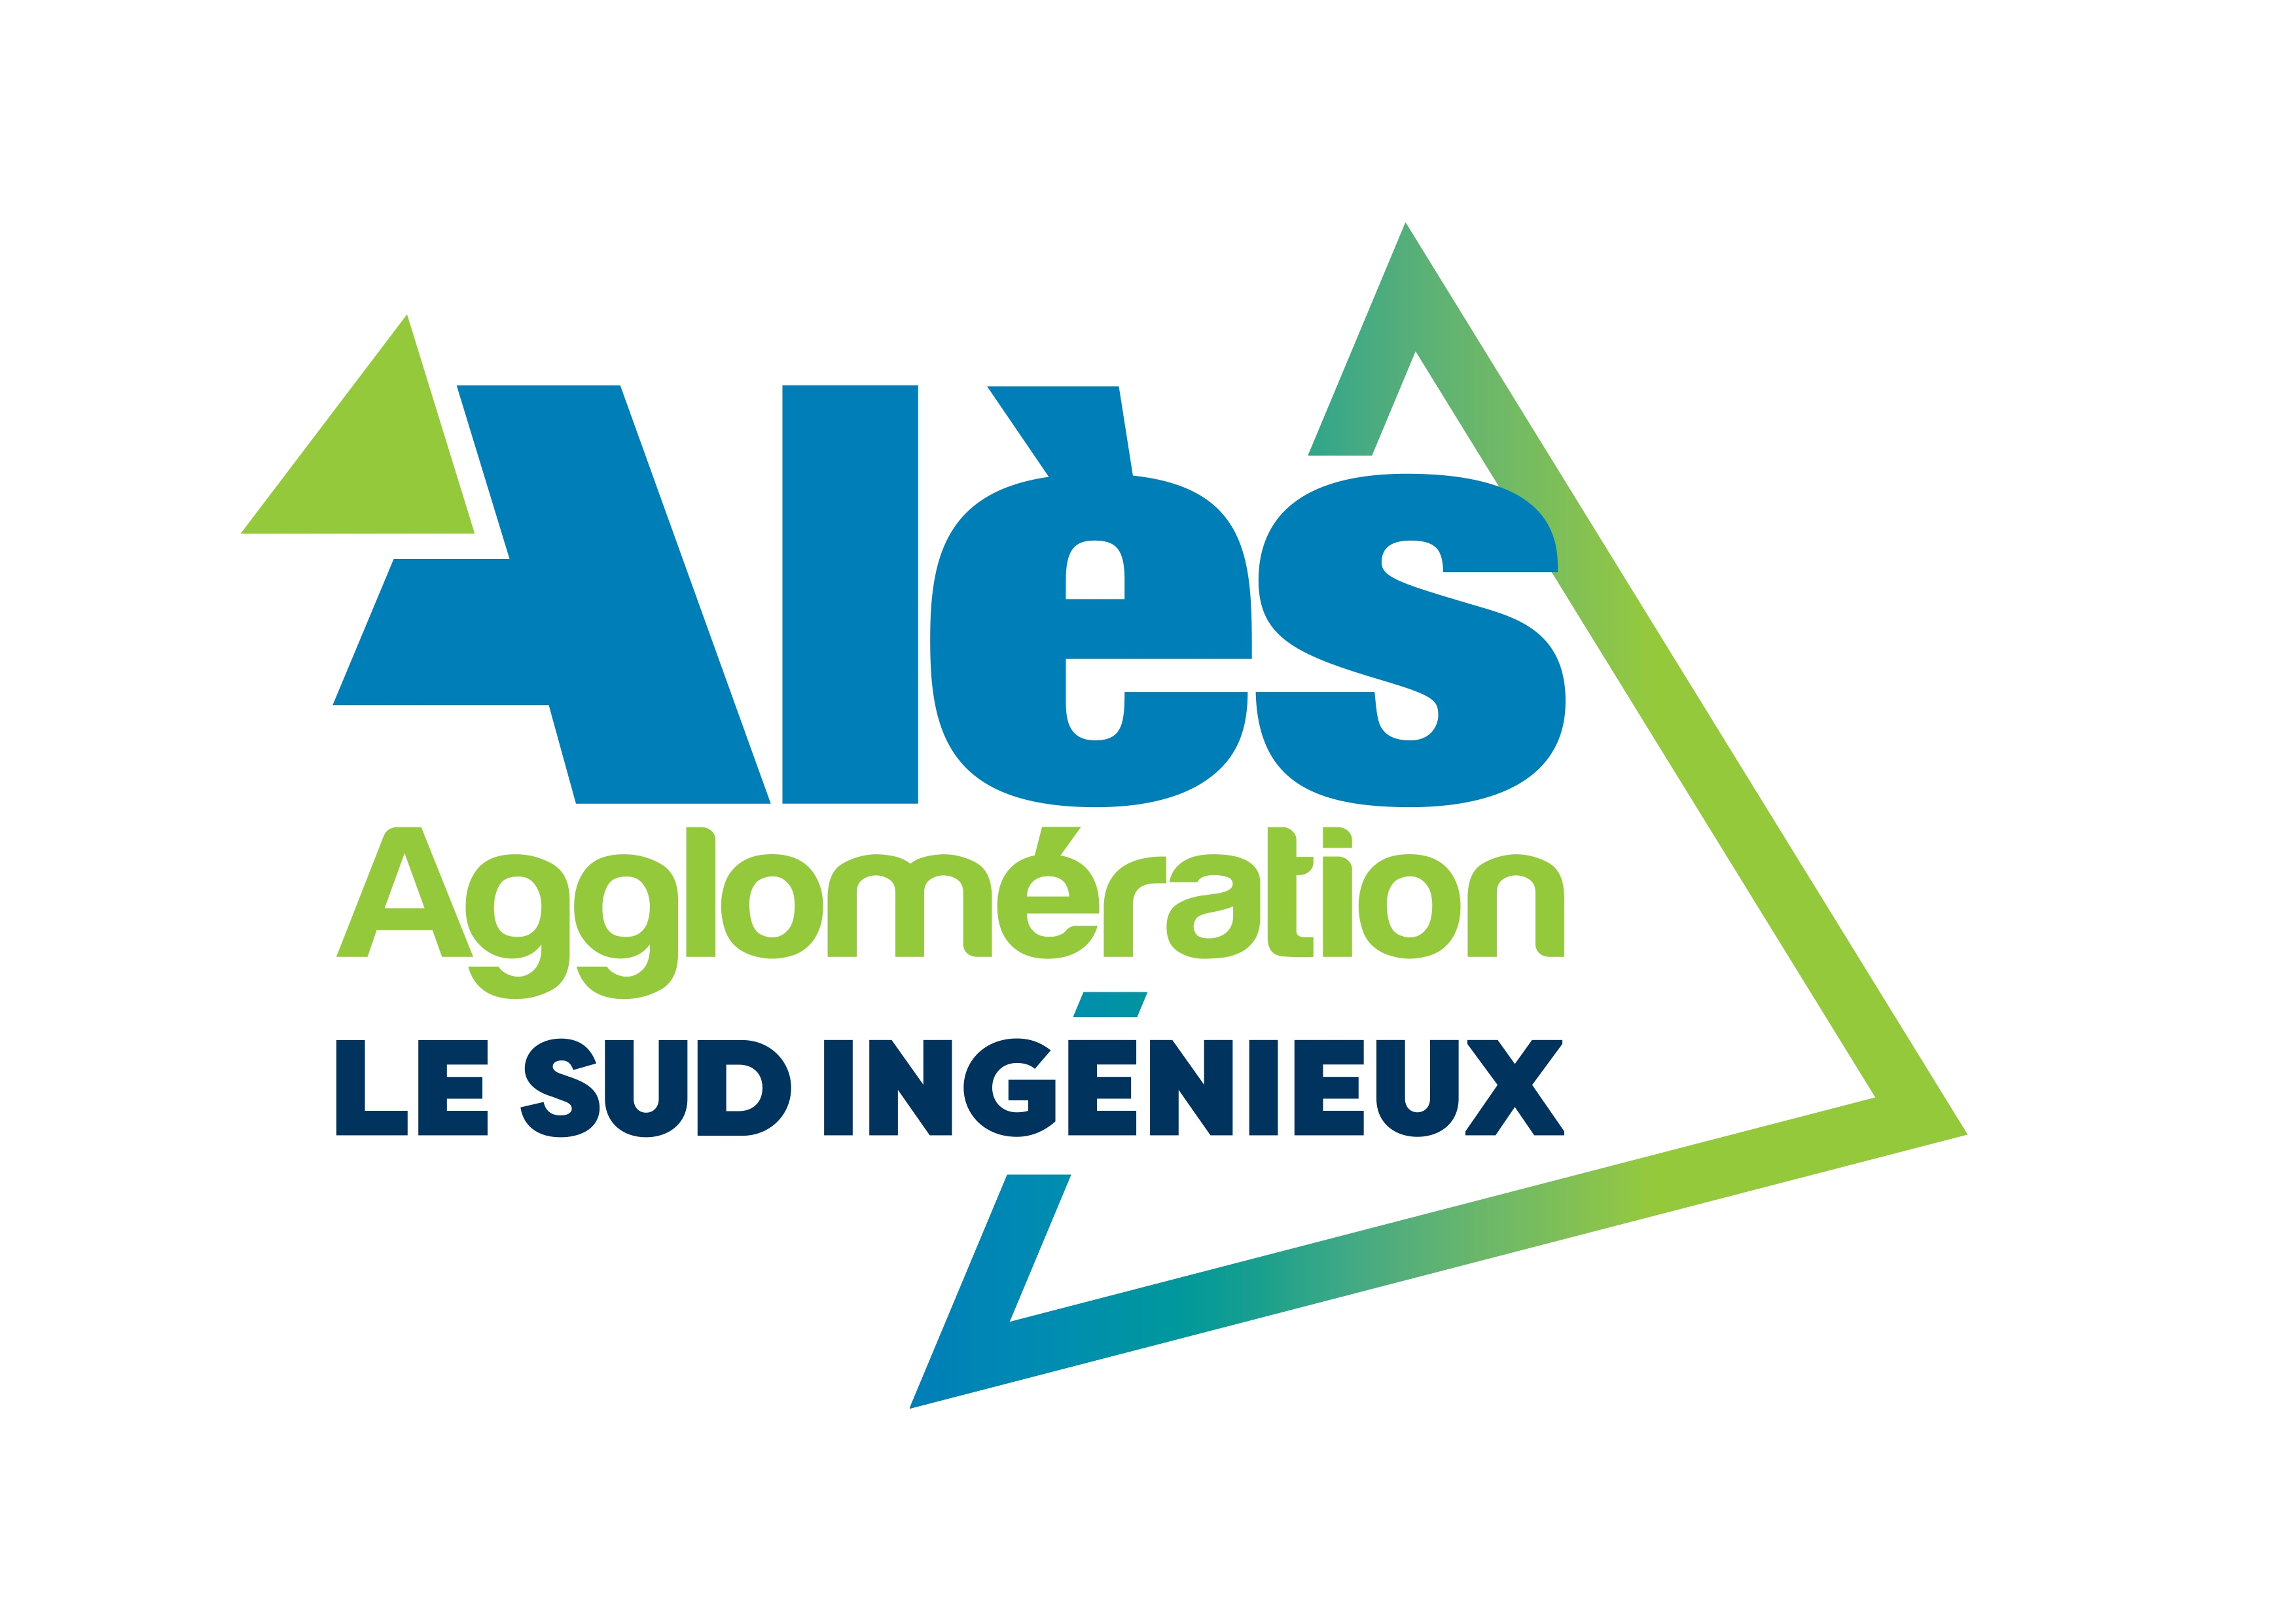 Alès
Agglomération
LE SUD INGÉNIEUX